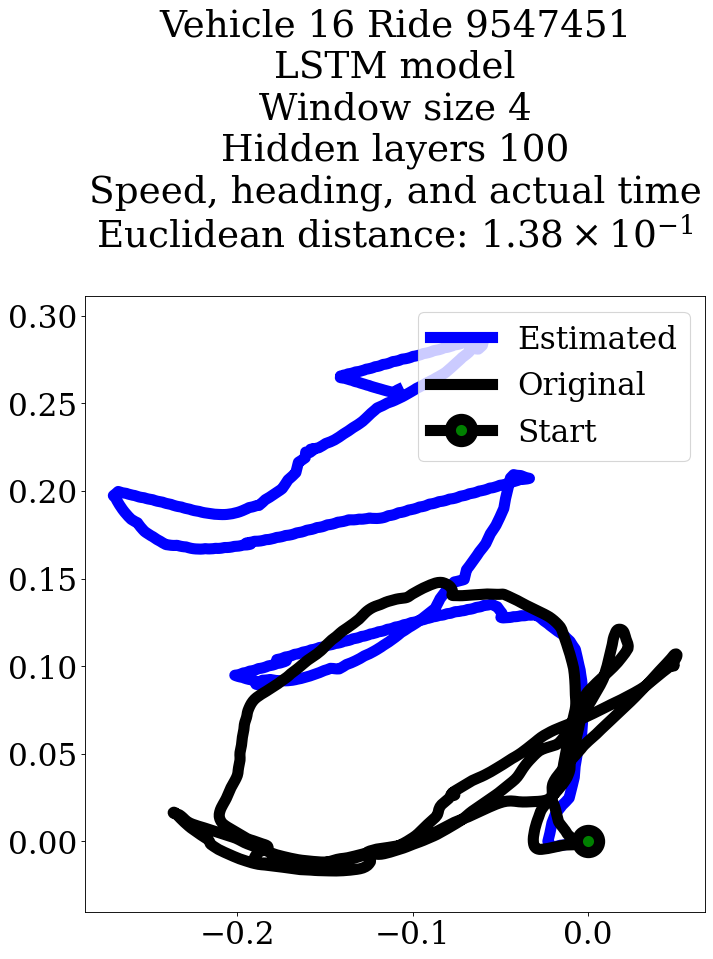 Vehicle 16 Ride 9547451
LSTM model
Window size 4
Hidden layers 100
Speed, heading, and actual time
Euclidean distance: 1.38 × 10⁻¹
0.30
0.25
0.20
0.15
0.10
0.05
0.00
Estimated
Original
Start
−0.2 −0.1 0.0